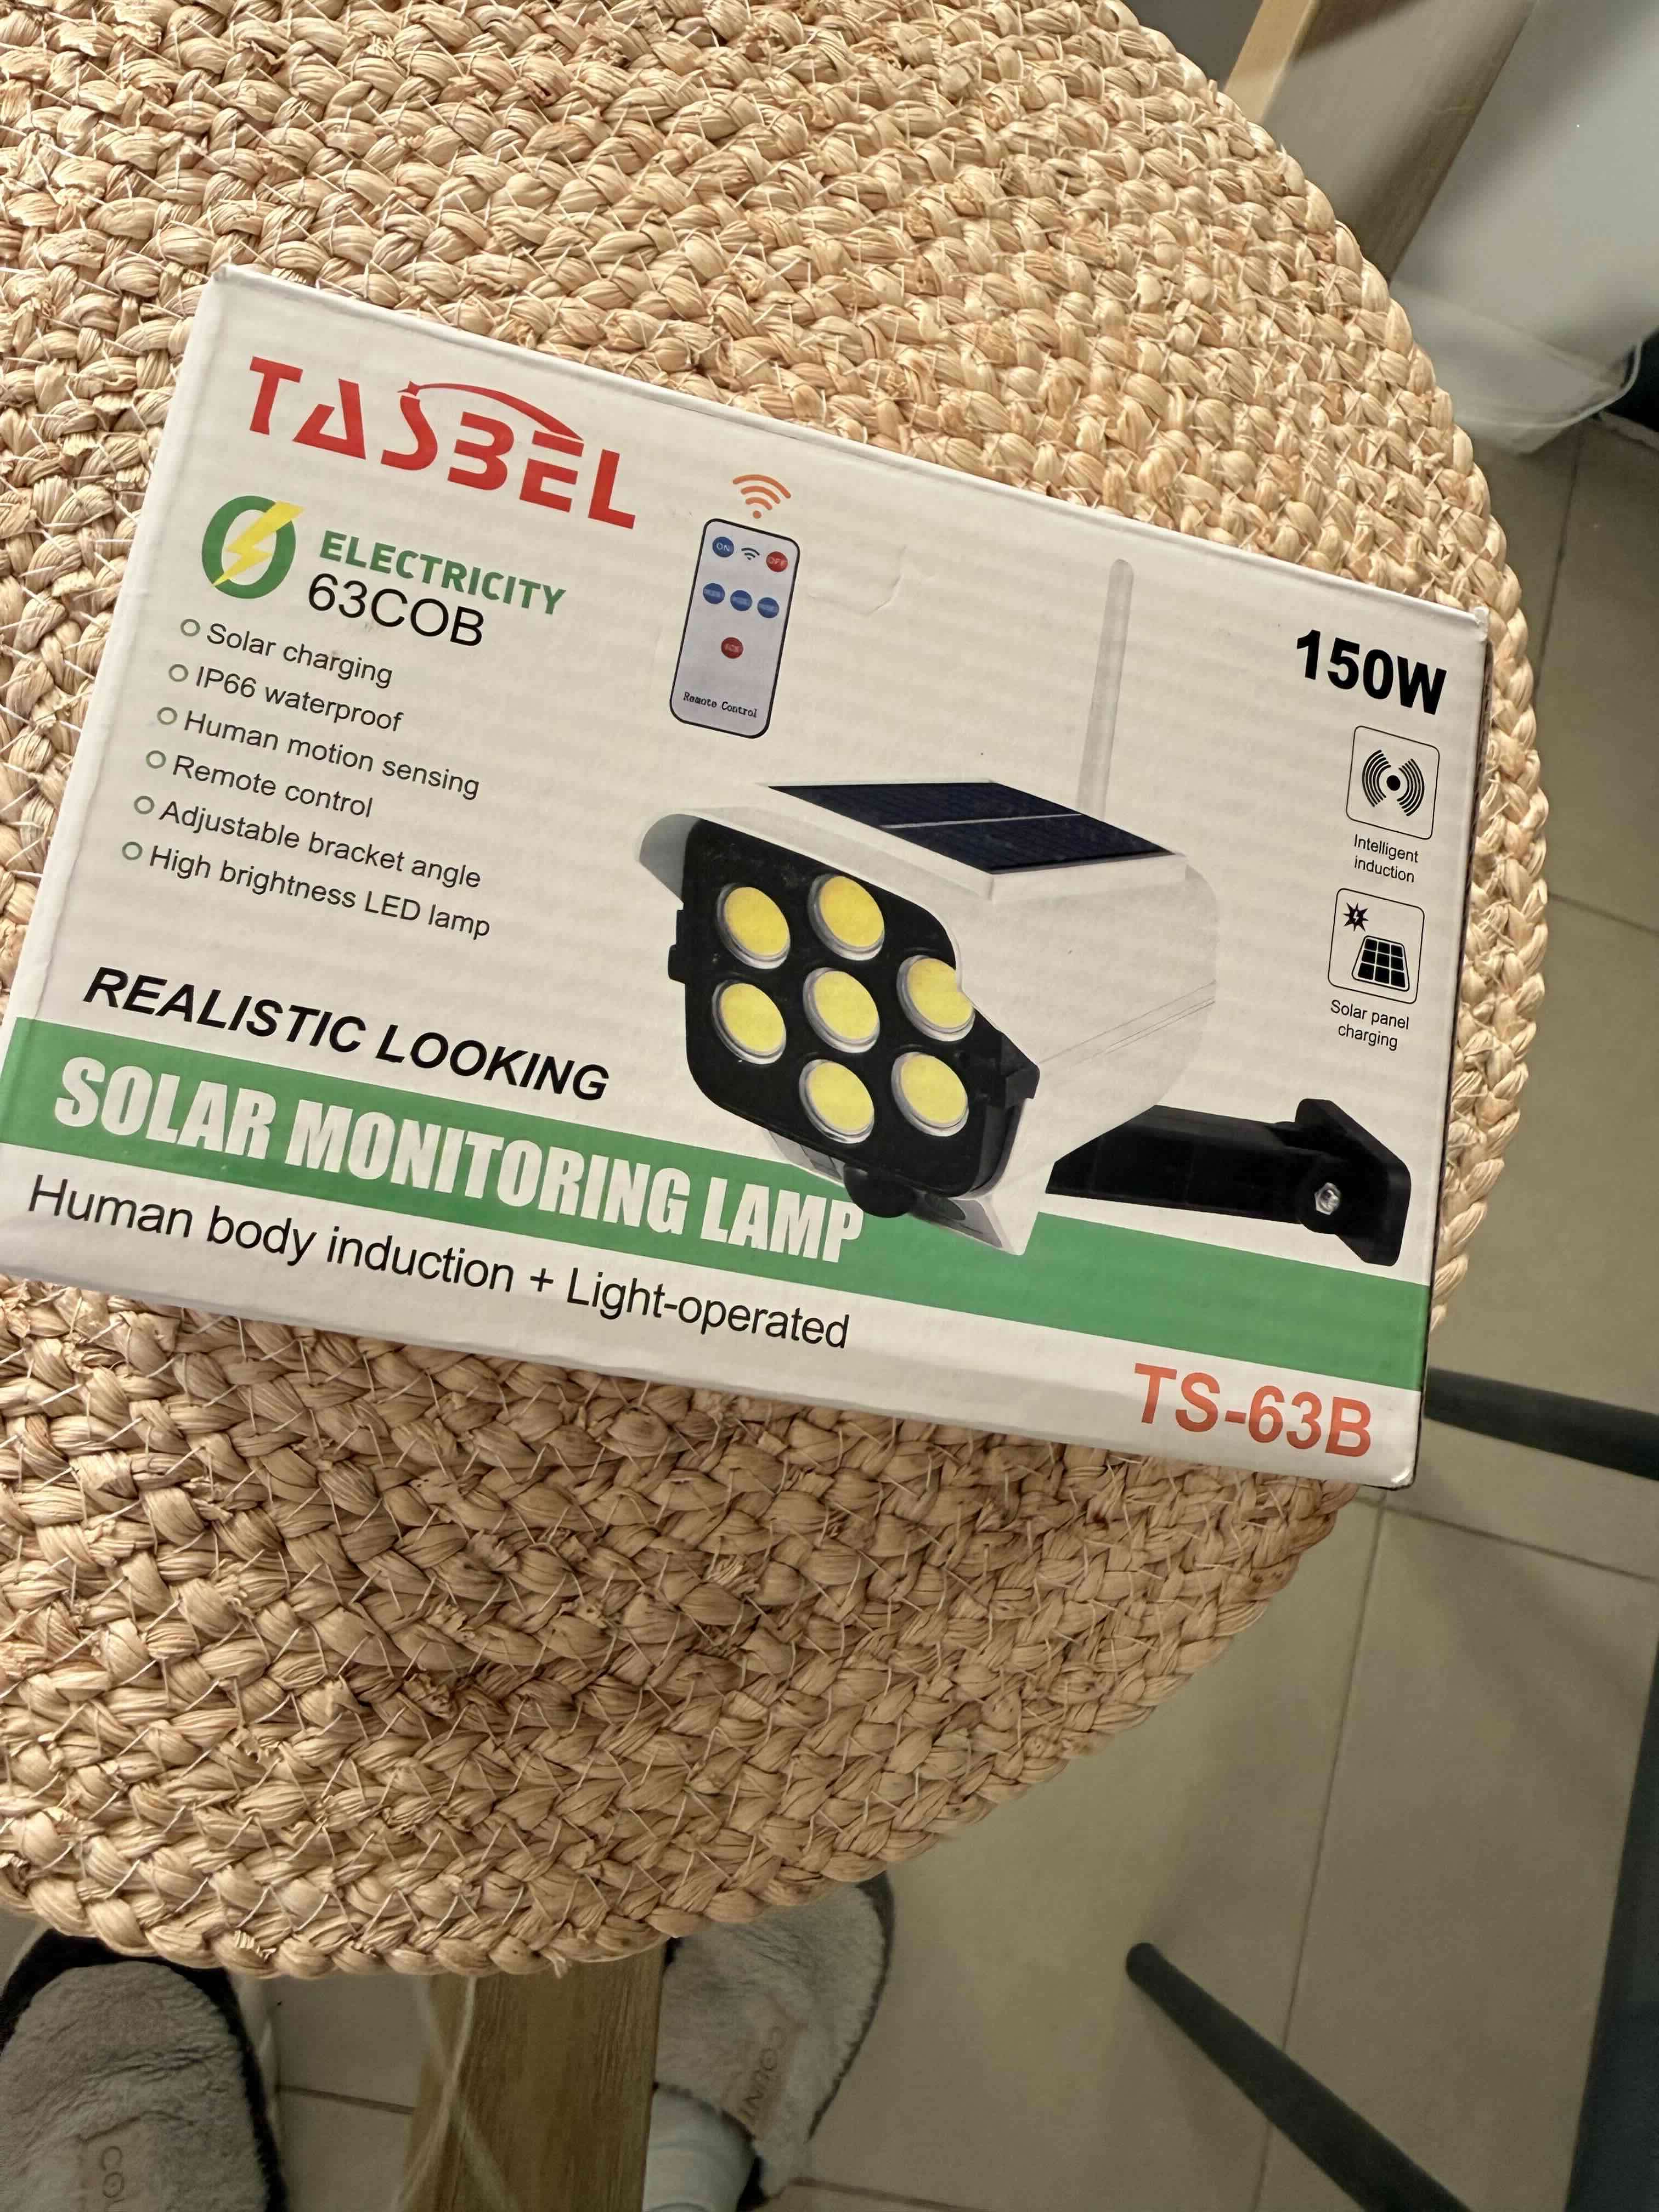 TASBEL
0 ELECTRICITY
63COB
Solar charging
IP66 waterproof
Human motion sensing
Remote control
Adjustable bracket angle
High brightness LED lamp
ON OFF
Remote Control
150W
Intelligent
induction
Solar panel
charging
REALISTIC LOOKING
SOLAR MONITORING LAMP
Human body induction + Light-operated
TS-63B